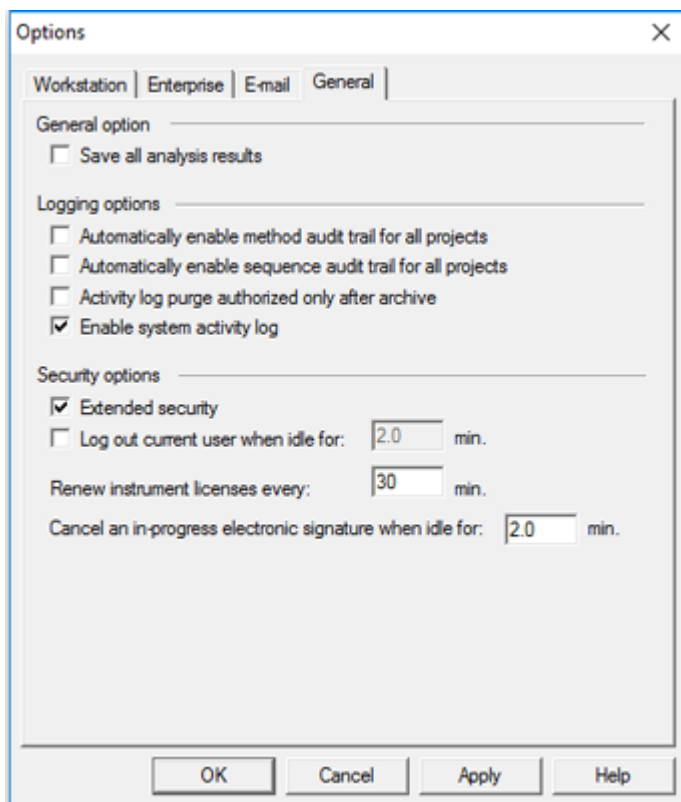 Options
Workstation Enterprise E-mail General
General option
Save all analysis results
Logging options
Automatically enable method audit trail for all projects
Automatically enable sequence audit trail for all projects
Activity log purge authorized only after archive
Enable system activity log
Security options
Extended security
Log out current user when idle for: 2.0 min.
Renew instrument licenses every: 30 min.
Cancel an in-progress electronic signature when idle for: 2.0 min.
OK Cancel Apply Help